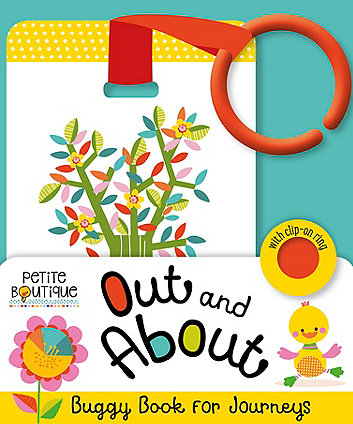 with clip-on ring
PETITE
BOUTIQUE
Out and
About
Buggy Book for Journeys